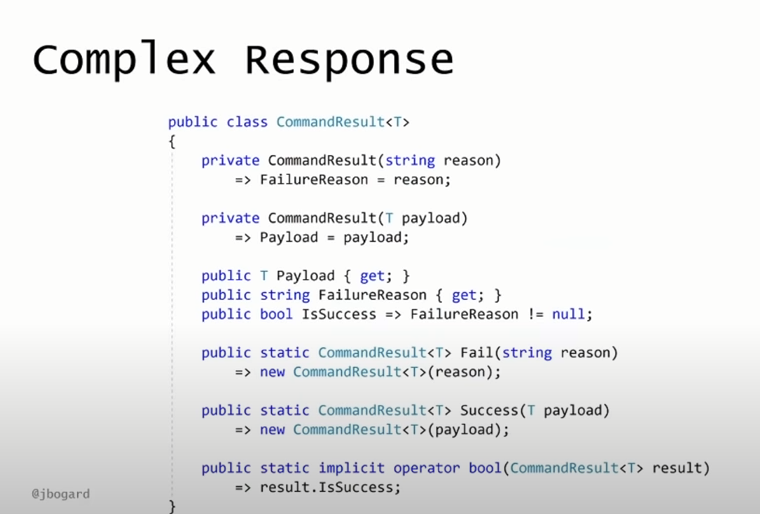 Complex Response
public class CommandResult<T>
{
private CommandResult(string reason)
=> FailureReason = reason;
private CommandResult(T payload)
=> Payload = payload;
public T Payload { get; }
public string FailureReason { get; }
public bool IsSuccess => FailureReason != null;
public static CommandResult<T> Fail(string reason)
=> new CommandResult<T>(reason);
public static CommandResult<T> Success(T payload)
=> new CommandResult<T>(payload);
public static implicit operator bool(CommandResult<T> result)
=> result.IsSuccess;
}
@jbogard